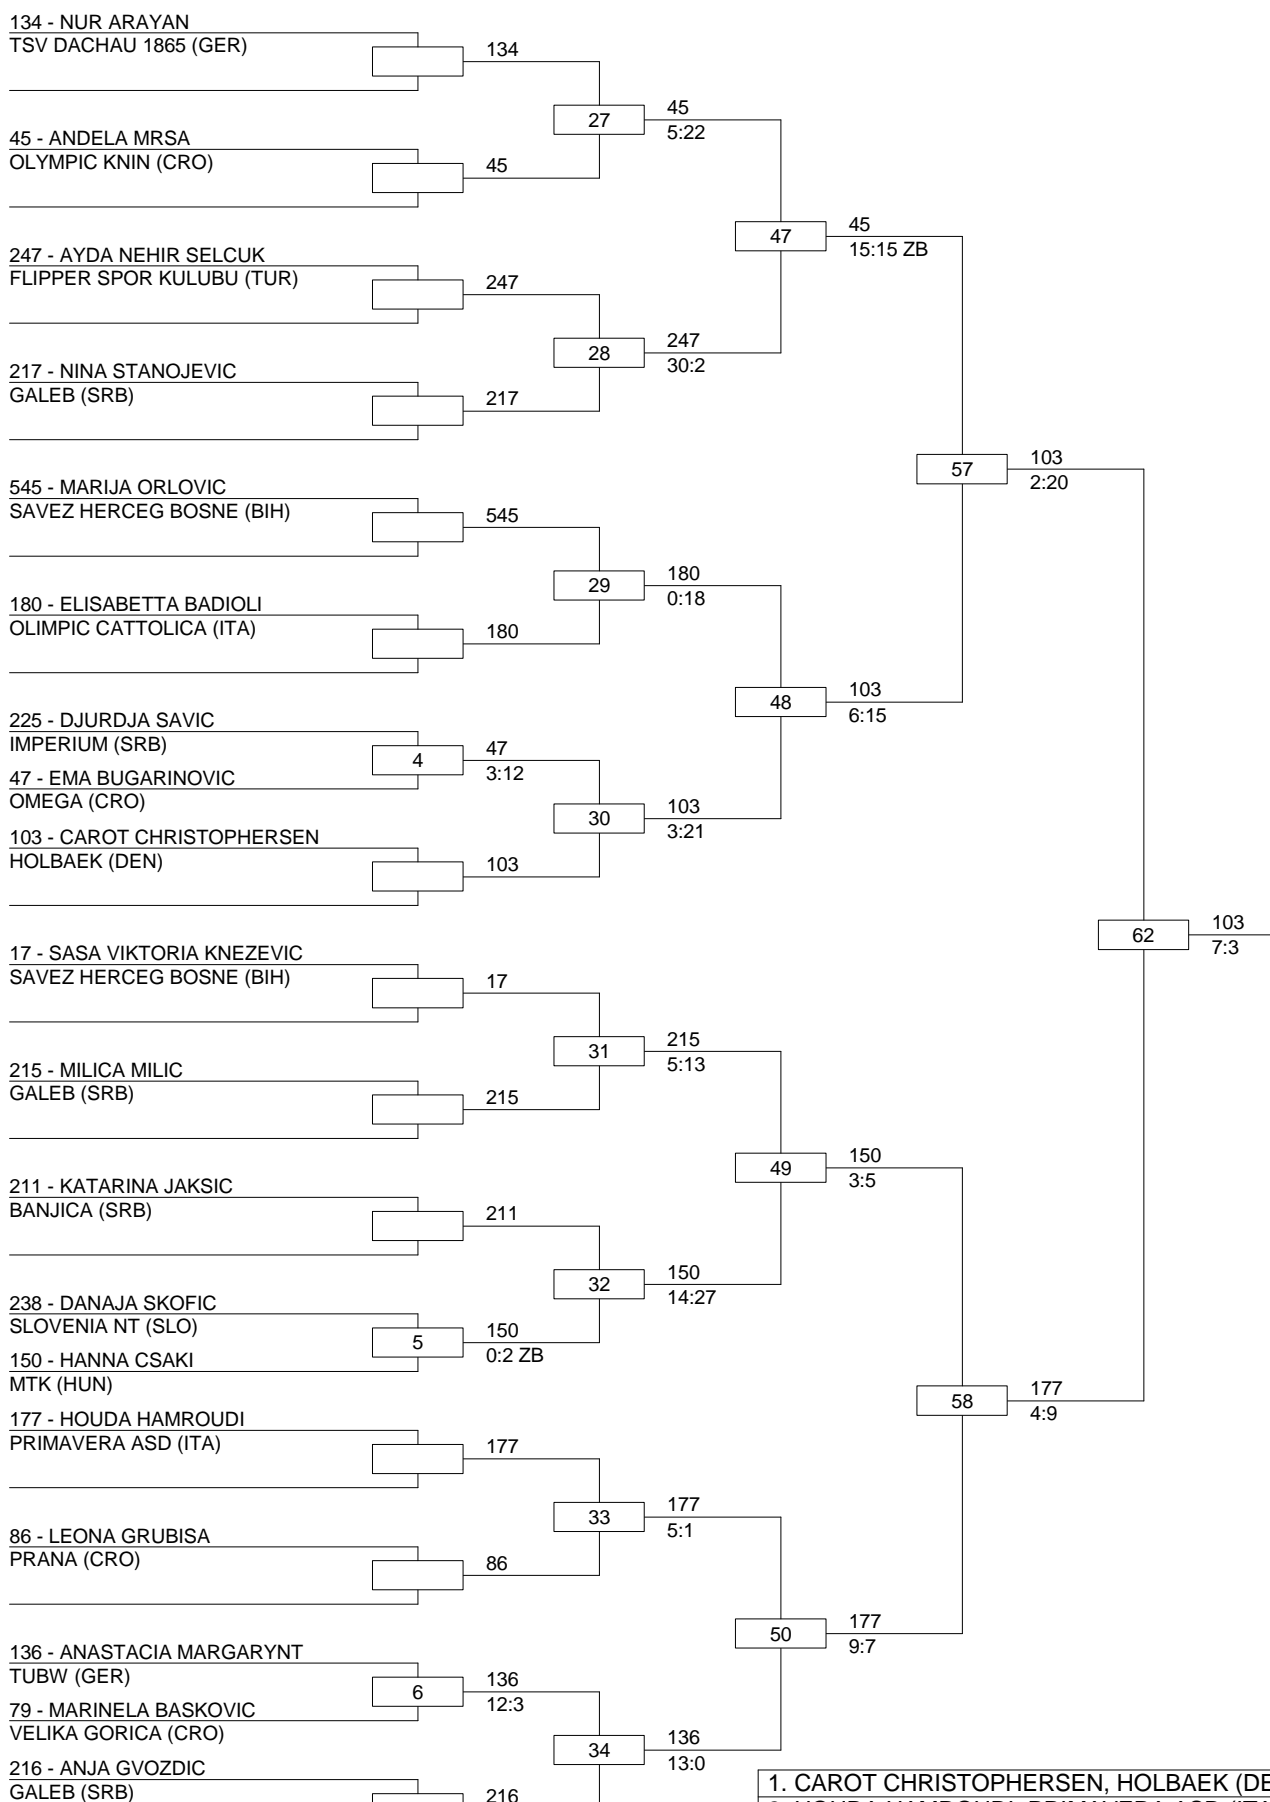 134 - NUR ARAYAN
TSV DACHAU 1865 (GER)
134
27
45
5:22
45 - ANDELA MRSA
OLYMPIC KNIN (CRO)
45
47
45
15:15 ZB
247 - AYDA NEHIR SELCUK
FLIPPER SPOR KULUBU (TUR)
247
28
247
30:2
217 - NINA STANOJEVIC
GALEB (SRB)
217
57
103
2:20
545 - MARIJA ORLOVIC
SAVEZ HERCEG BOSNE (BIH)
545
29
180
0:18
180 - ELISABETTA BADIOLI
OLIMPIC CATTOLICA (ITA)
180
48
103
6:15
225 - DJURDJA SAVIC
IMPERIUM (SRB)
4
47
3:12
47 - EMA BUGARINOVIC
OMEGA (CRO)
30
103
3:21
103 - CAROT CHRISTOPHERSEN
HOLBAEK (DEN)
103
62
103
7:3
17 - SASA VIKTORIA KNEZEVIC
SAVEZ HERCEG BOSNE (BIH)
17
31
215
5:13
215 - MILICA MILIC
GALEB (SRB)
215
49
150
3:5
211 - KATARINA JAKSIC
BANJICA (SRB)
211
32
150
14:27
238 - DANAJA SKOFIC
SLOVENIA NT (SLO)
5
150
0:2 ZB
150 - HANNA CSAKI
MTK (HUN)
58
177
4:9
177 - HOUDA HAMROUDI
PRIMAVERA ASD (ITA)
177
33
177
5:1
86 - LEONA GRUBISA
PRANA (CRO)
86
50
177
9:7
136 - ANASTACIA MARGARYNT
TUBW (GER)
6
136
12:3
79 - MARINELA BASKOVIC
VELIKA GORICA (CRO)
34
136
13:0
216 - ANJA GVOZDIC
GALEB (SRB)
216
1. CAROT CHRISTOPHERSEN, HOLBAEK (DE